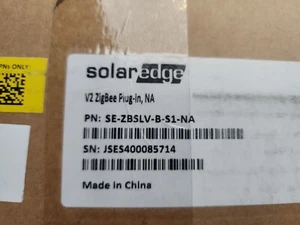 PNs ONLY!
solaredge
V2 ZigBee Plug-in, NA
PN: SE-ZBSLV-B-S1-NA
SN: JSES400085714
Made in China